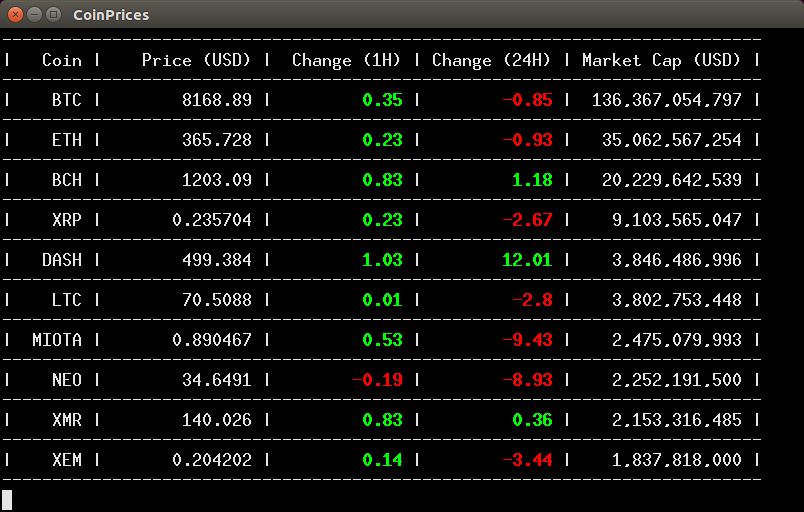 CoinPrices
| Coin | Price (USD) | Change (1H) | Change (24H) | Market Cap (USD) |
| BTC | 8168.89 | 0.35 | -0.85 | 136,367,054,797 |
| ETH | 365.728 | 0.23 | -0.93 | 35,062,567,254 |
| BCH | 1203.09 | 0.83 | 1.18 | 20,229,642,539 |
| XRP | 0.235704 | 0.23 | -2.67 | 9,103,565,047 |
| DASH | 499.384 | 1.03 | 12.01 | 3,846,486,996 |
| LTC | 70.5088 | 0.01 | -2.8 | 3,802,753,448 |
| MIOTA | 0.890467 | 0.53 | -9.43 | 2,475,079,993 |
| NEO | 34.6491 | -0.19 | -8.93 | 2,252,191,500 |
| XMR | 140.026 | 0.83 | 0.36 | 2,153,316,485 |
| XEM | 0.204202 | 0.14 | -3.44 | 1,837,818,000 |